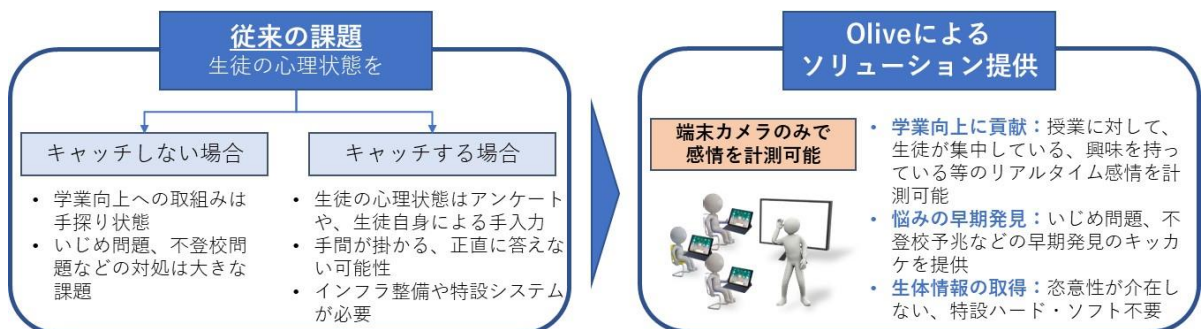 従来の課題
生徒の心理状態を
キャッチしない場合
• 学業向上への取組みは
手探り状態
• いじめ問題、不登校問
題などの対処は大きな
課題
キャッチする場合
• 生徒の心理状態はアンケート
や、生徒自身による手入力
• 手間が掛かる、正直に答えな
い可能性
• インフラ整備や特設システム
が必要
Oliveによる
ソリューション提供
端末カメラのみで
感情を計測可能
• 学業向上に貢献：授業に対して、
生徒が集中している、興味を持っ
ている等のリアルタイム感情を計
測可能
• 悩みの早期発見：いじめ問題、不
登校予兆などの早期発見のキッカ
ケを提供
• 生体情報の取得：恣意性が介在し
ない、特設ハード・ソフト不要